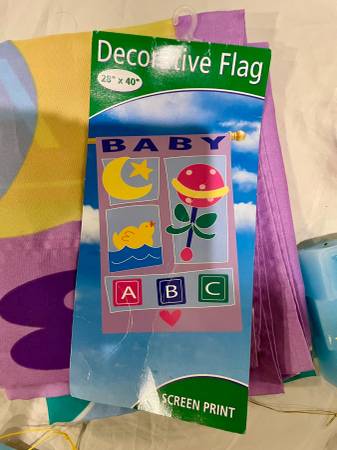 Decorative Flag
28" x 40"
BABY
A B C
SCREEN PRINT